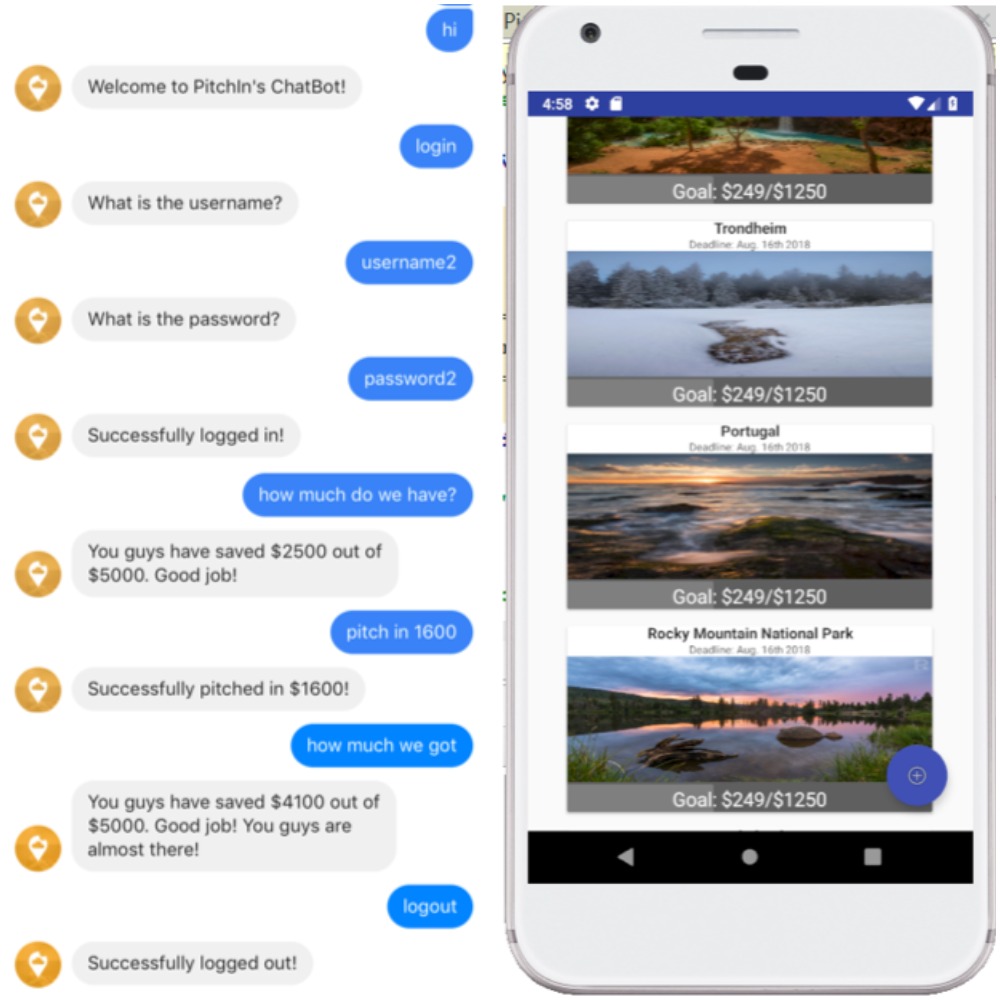 hi
Welcome to PitchIn's ChatBot!
login
What is the username?
username2
What is the password?
password2
Successfully logged in!
how much do we have?
You guys have saved $2500 out of
$5000. Good job!
pitch in 1600
Successfully pitched in $1600!
how much we got
You guys have saved $4100 out of
$5000. Good job! You guys are
almost there!
logout
Successfully logged out!
Pi
4:58
Goal: $249/$1250
Trondheim
Deadline: Aug. 16th 2018
Goal: $249/$1250
Portugal
Deadline: Aug. 16th 2018
Goal: $249/$1250
Rocky Mountain National Park
Deadline: Aug. 16th 2018
Goal: $249/$1250